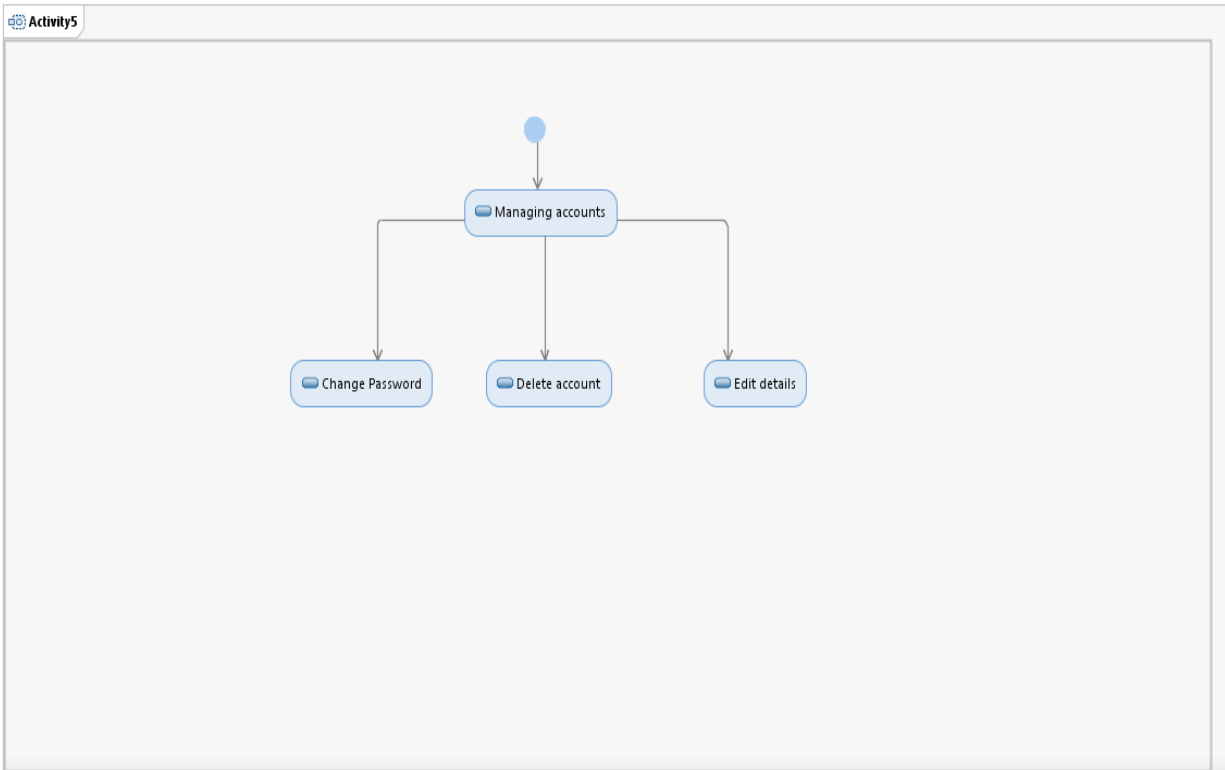 Activity5
Managing accounts
Change Password
Delete account
Edit details